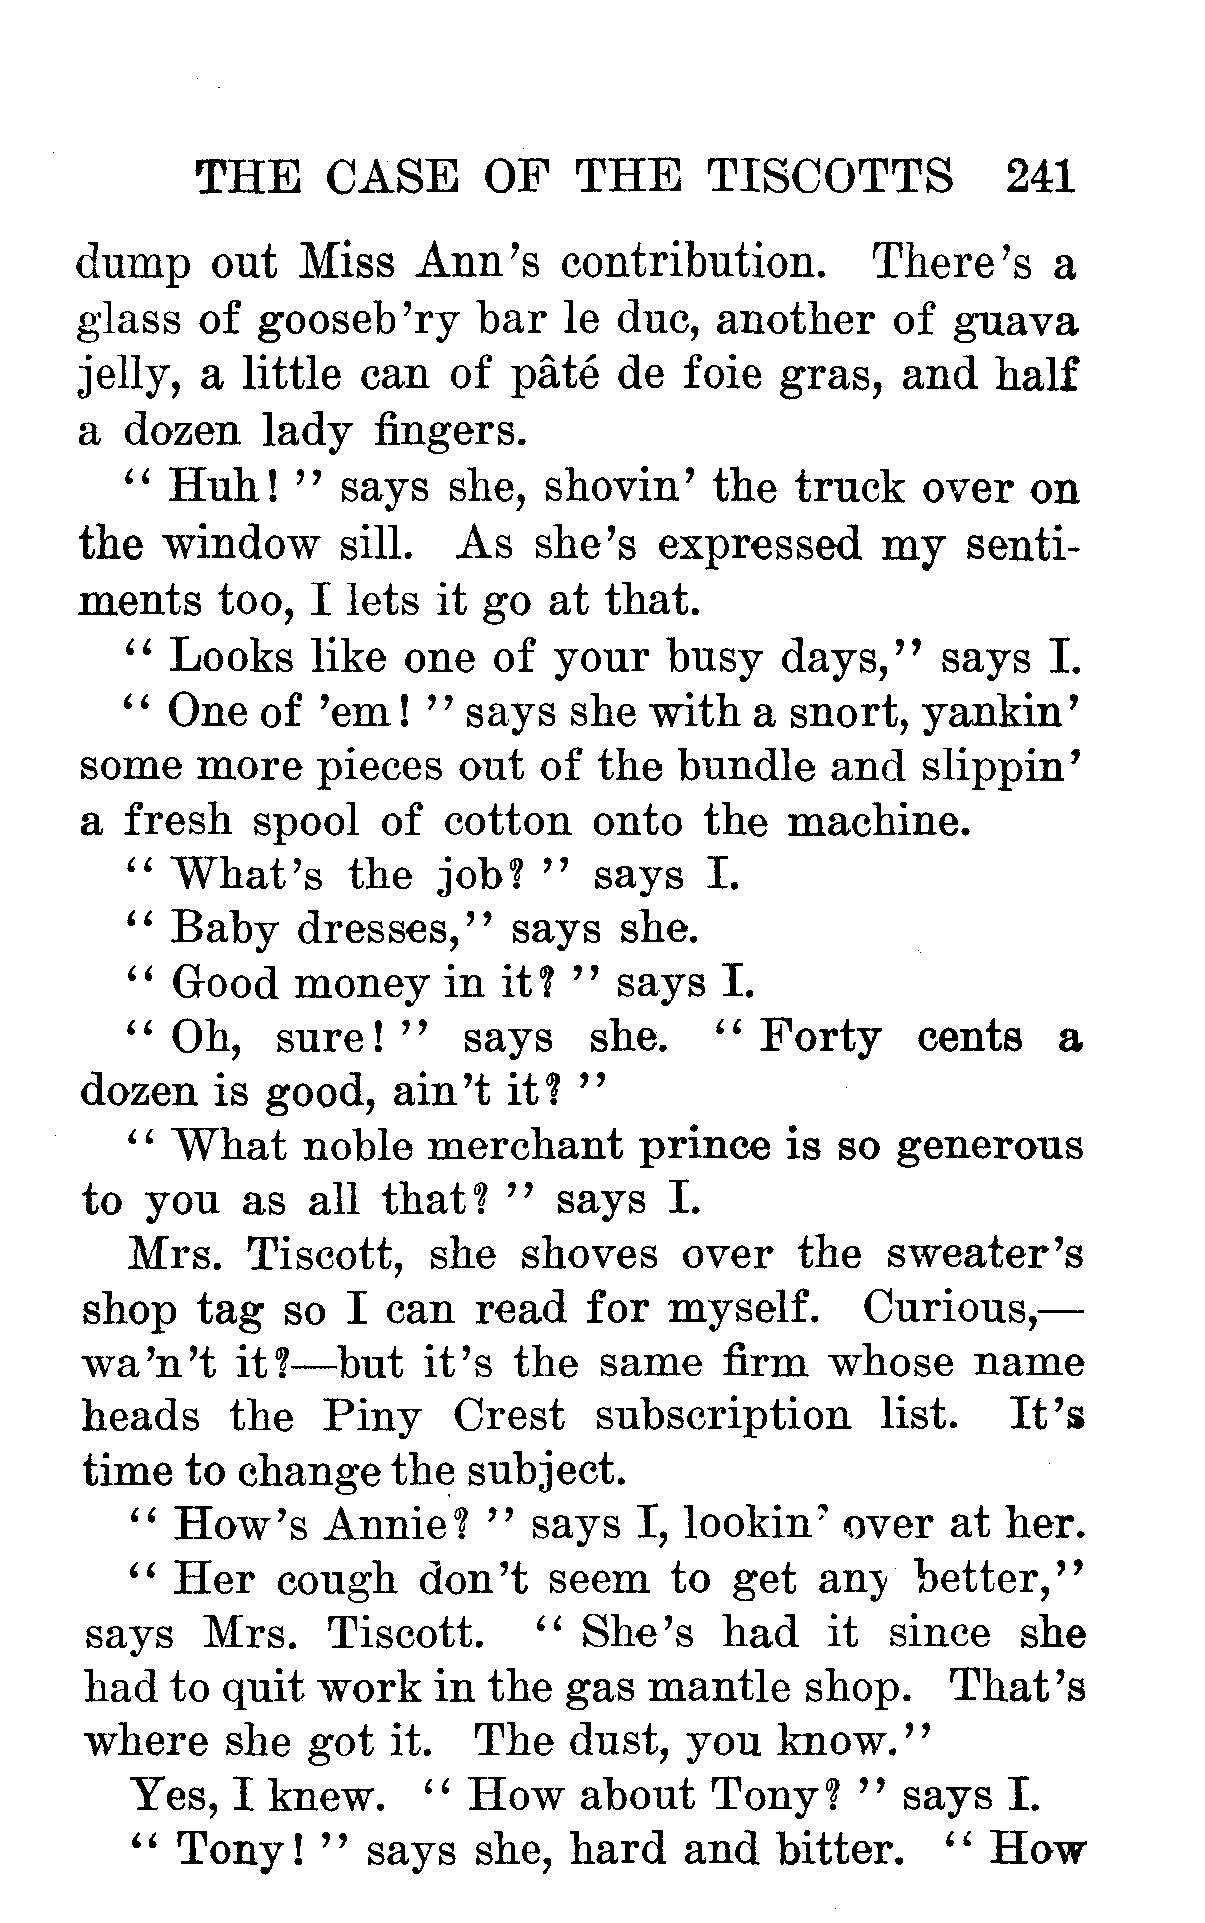 THE CASE OF THE TISCOTTS 241
dump out Miss Ann's contribution. There's a
glass of gooseb'ry bar le duc, another of guava
jelly, a little can of pâté de foie gras, and half
a dozen lady fingers.
"Huh!" says she, shovin' the truck over on
the window sill. As she's expressed my senti-
ments too, I lets it go at that.
"Looks like one of your busy days," says I.
"One of 'em!" says she with a snort, yankin'
some more pieces out of the bundle and slippin'
a fresh spool of cotton onto the machine.
"What's the job?" says I.
"Baby dresses," says she.
"Good money in it?" says I.
"Oh, sure!" says she. "Forty cents a
dozen is good, ain't it?"
"What noble merchant prince is so generous
to you as all that?" says I.
Mrs. Tiscott, she shoves over the sweater's
shop tag so I can read for myself. Curious,—
wa'n't it?—but it's the same firm whose name
heads the Piny Crest subscription list. It's
time to change the subject.
"How's Annie?" says I, lookin' over at her.
"Her cough don't seem to get any better,"
says Mrs. Tiscott. "She's had it since she
had to quit work in the gas mantle shop. That's
where she got it. The dust, you know."
Yes, I knew. "How about Tony?" says I.
"Tony!" says she, hard and bitter. "How